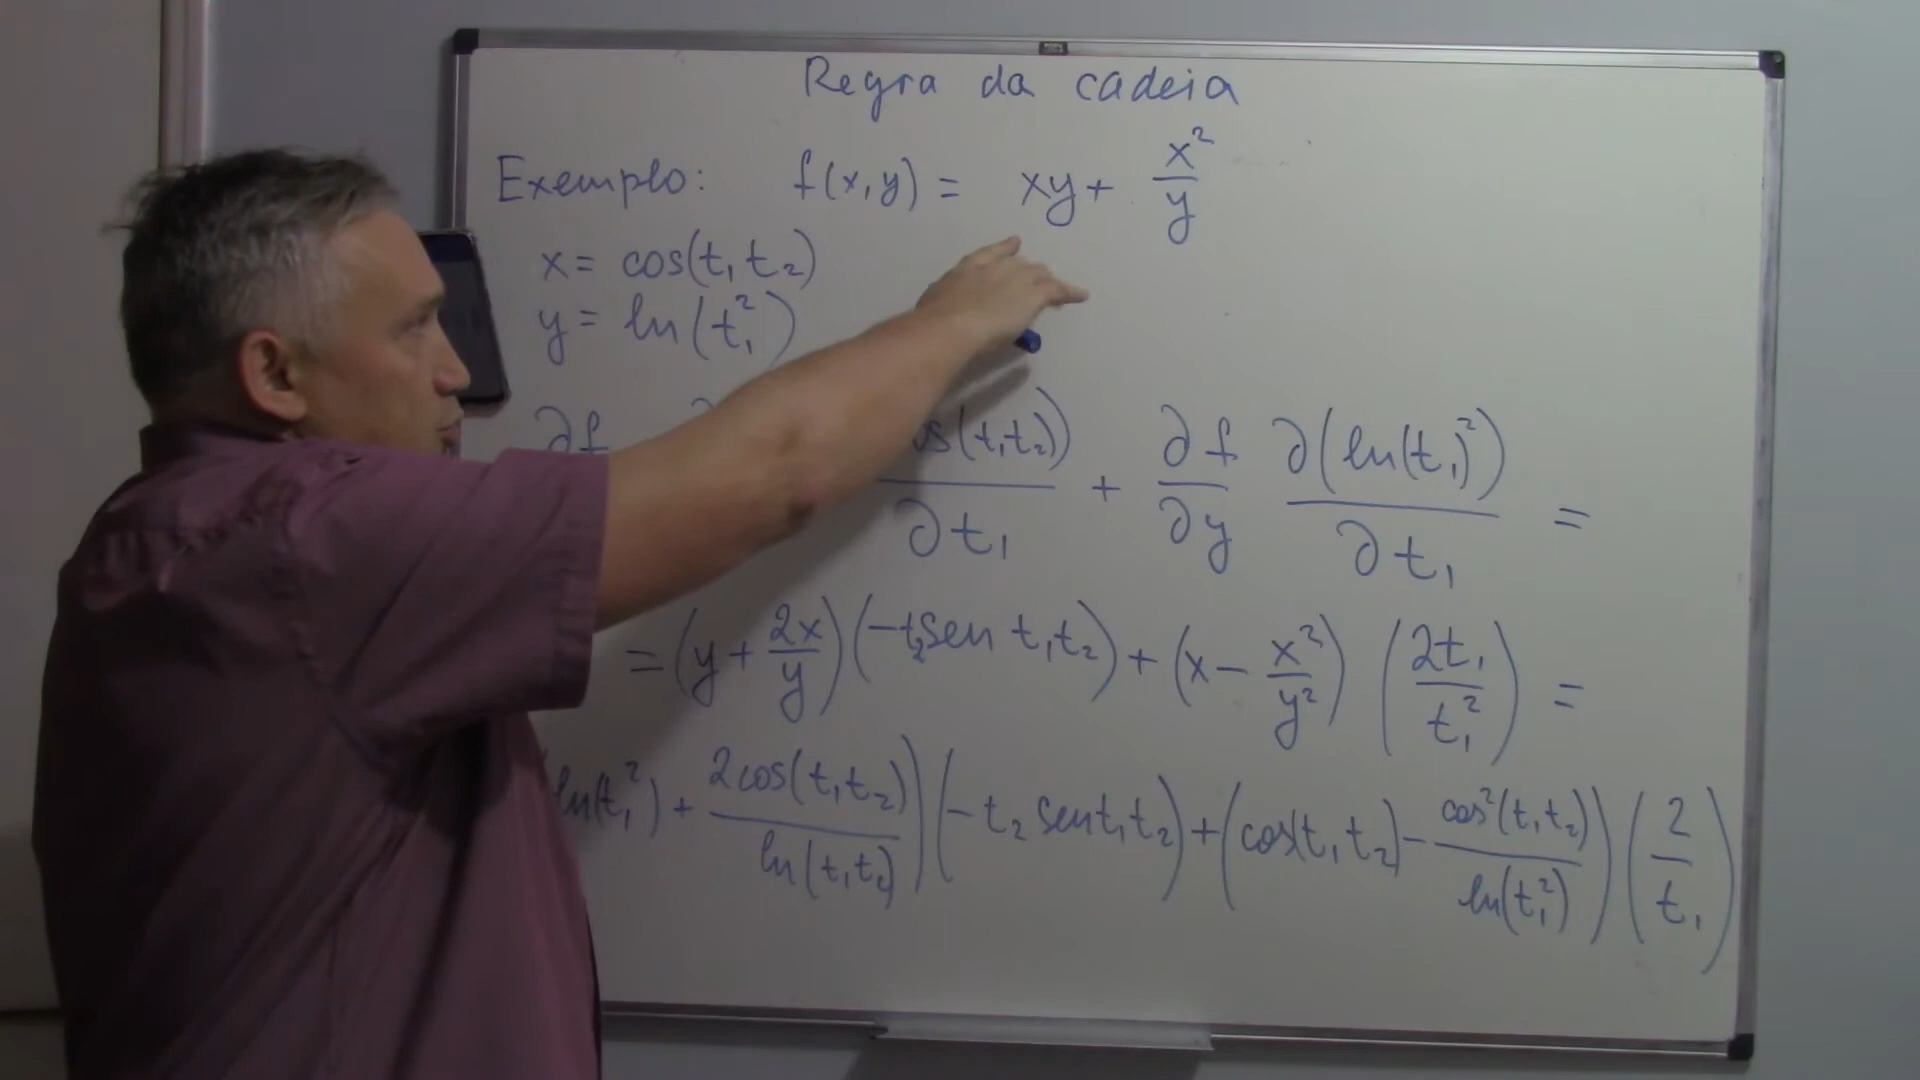 Regra da cadeia
Exemplo: f(x,y) = xy + x²/y
x = cos(t₁t₂)
y = ln(t₁²)
∂f os(t₁t₂)/∂t₁ + ∂f/∂y ∂(ln(t₁)²)/∂t₁ =
= (y + 2x/y)(-t₂sen t₁t₂) + (x - x²/y²)(2t₁/t₁²) =
ln(t₁²) + 2cos(t₁t₂)/ln(t₁t₂))(-t₂ sen t₁t₂) + (cos(t₁t₂) - cos²(t₁t₂)/ln(t₁²))(2/t₁)